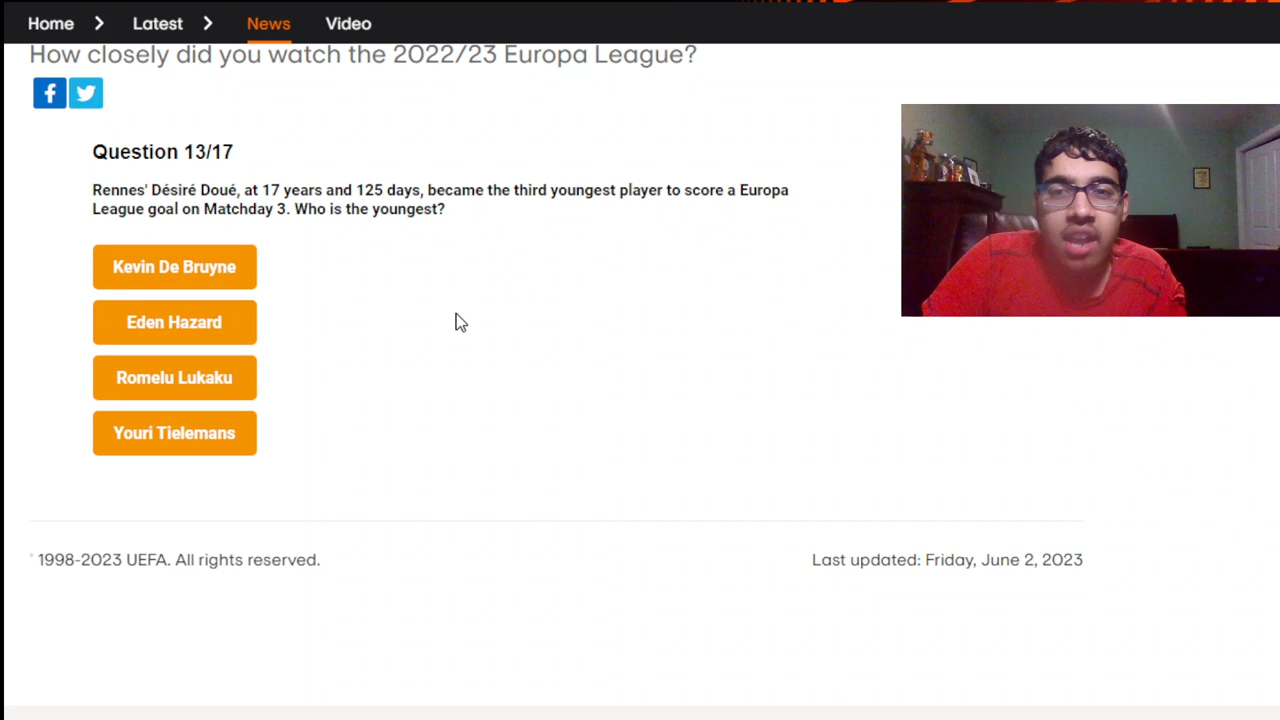 Home Latest News Video
How closely did you watch the 2022/23 Europa League?
Question 13/17
Rennes' Désiré Doué, at 17 years and 125 days, became the third youngest player to score a Europa
League goal on Matchday 3. Who is the youngest?
Kevin De Bruyne
Eden Hazard
Romelu Lukaku
Youri Tielemans
1998-2023 UEFA. All rights reserved.
Last updated: Friday, June 2, 2023